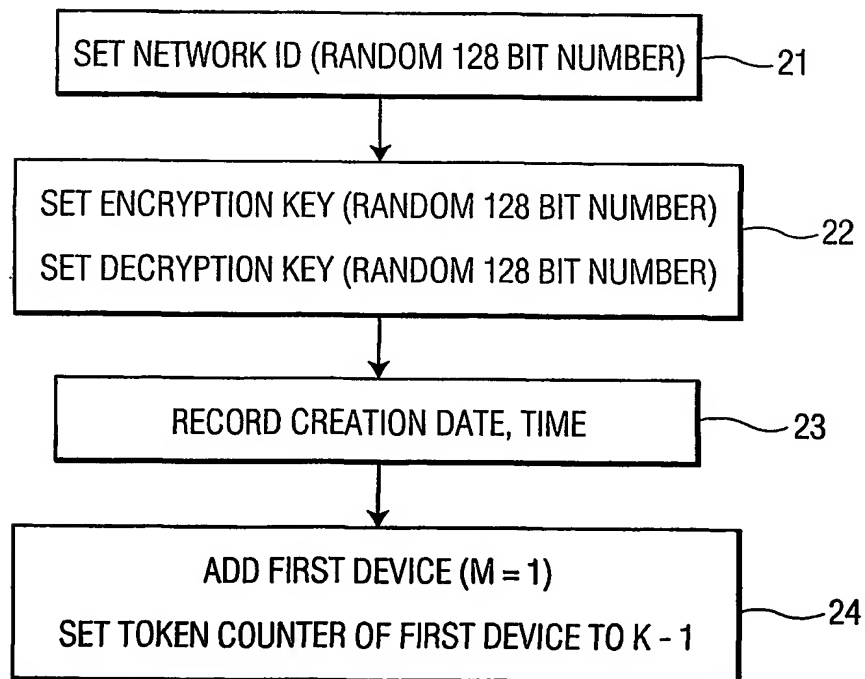 SET NETWORK ID (RANDOM 128 BIT NUMBER)
21
SET ENCRYPTION KEY (RANDOM 128 BIT NUMBER)
SET DECRYPTION KEY (RANDOM 128 BIT NUMBER)
22
RECORD CREATION DATE, TIME
23
ADD FIRST DEVICE (M = 1)
SET TOKEN COUNTER OF FIRST DEVICE TO K - 1
24